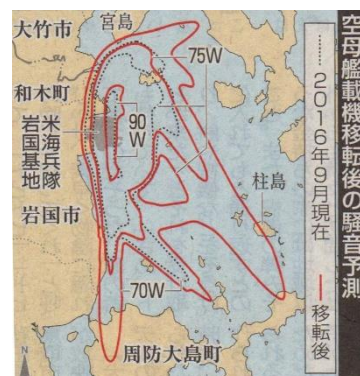 空母艦載機移転後の騒音予測
……2016年9月現在
― 移転後
大竹市
宮島
75W
和木町
90
W
米海兵隊
岩国基地
柱島
岩国市
70W
周防大島町
N